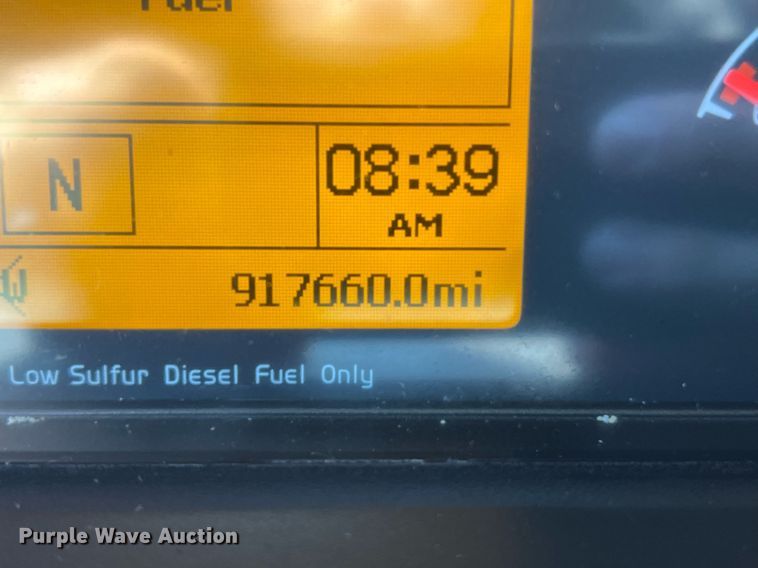 Fuel
N
08:39
AM
W
917660.0mi
Low Sulfur Diesel Fuel Only
Purple Wave Auction